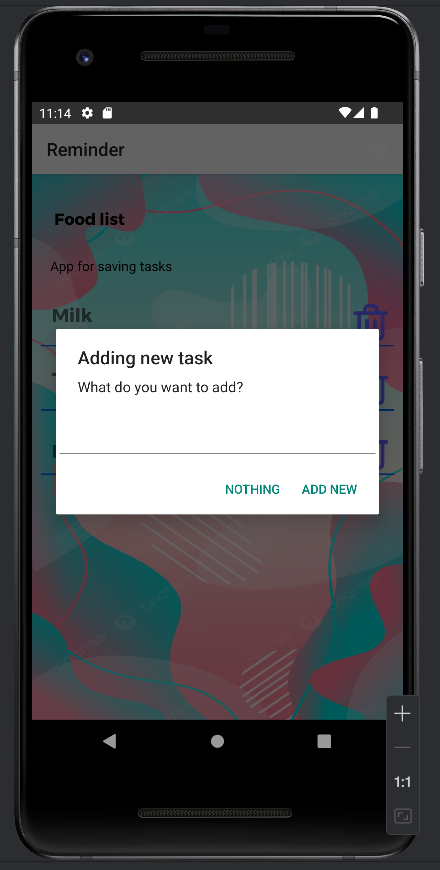 11:14
Reminder
Food list
App for saving tasks
Milk
Adding new task
What do you want to add?
NOTHING ADD NEW
1:1